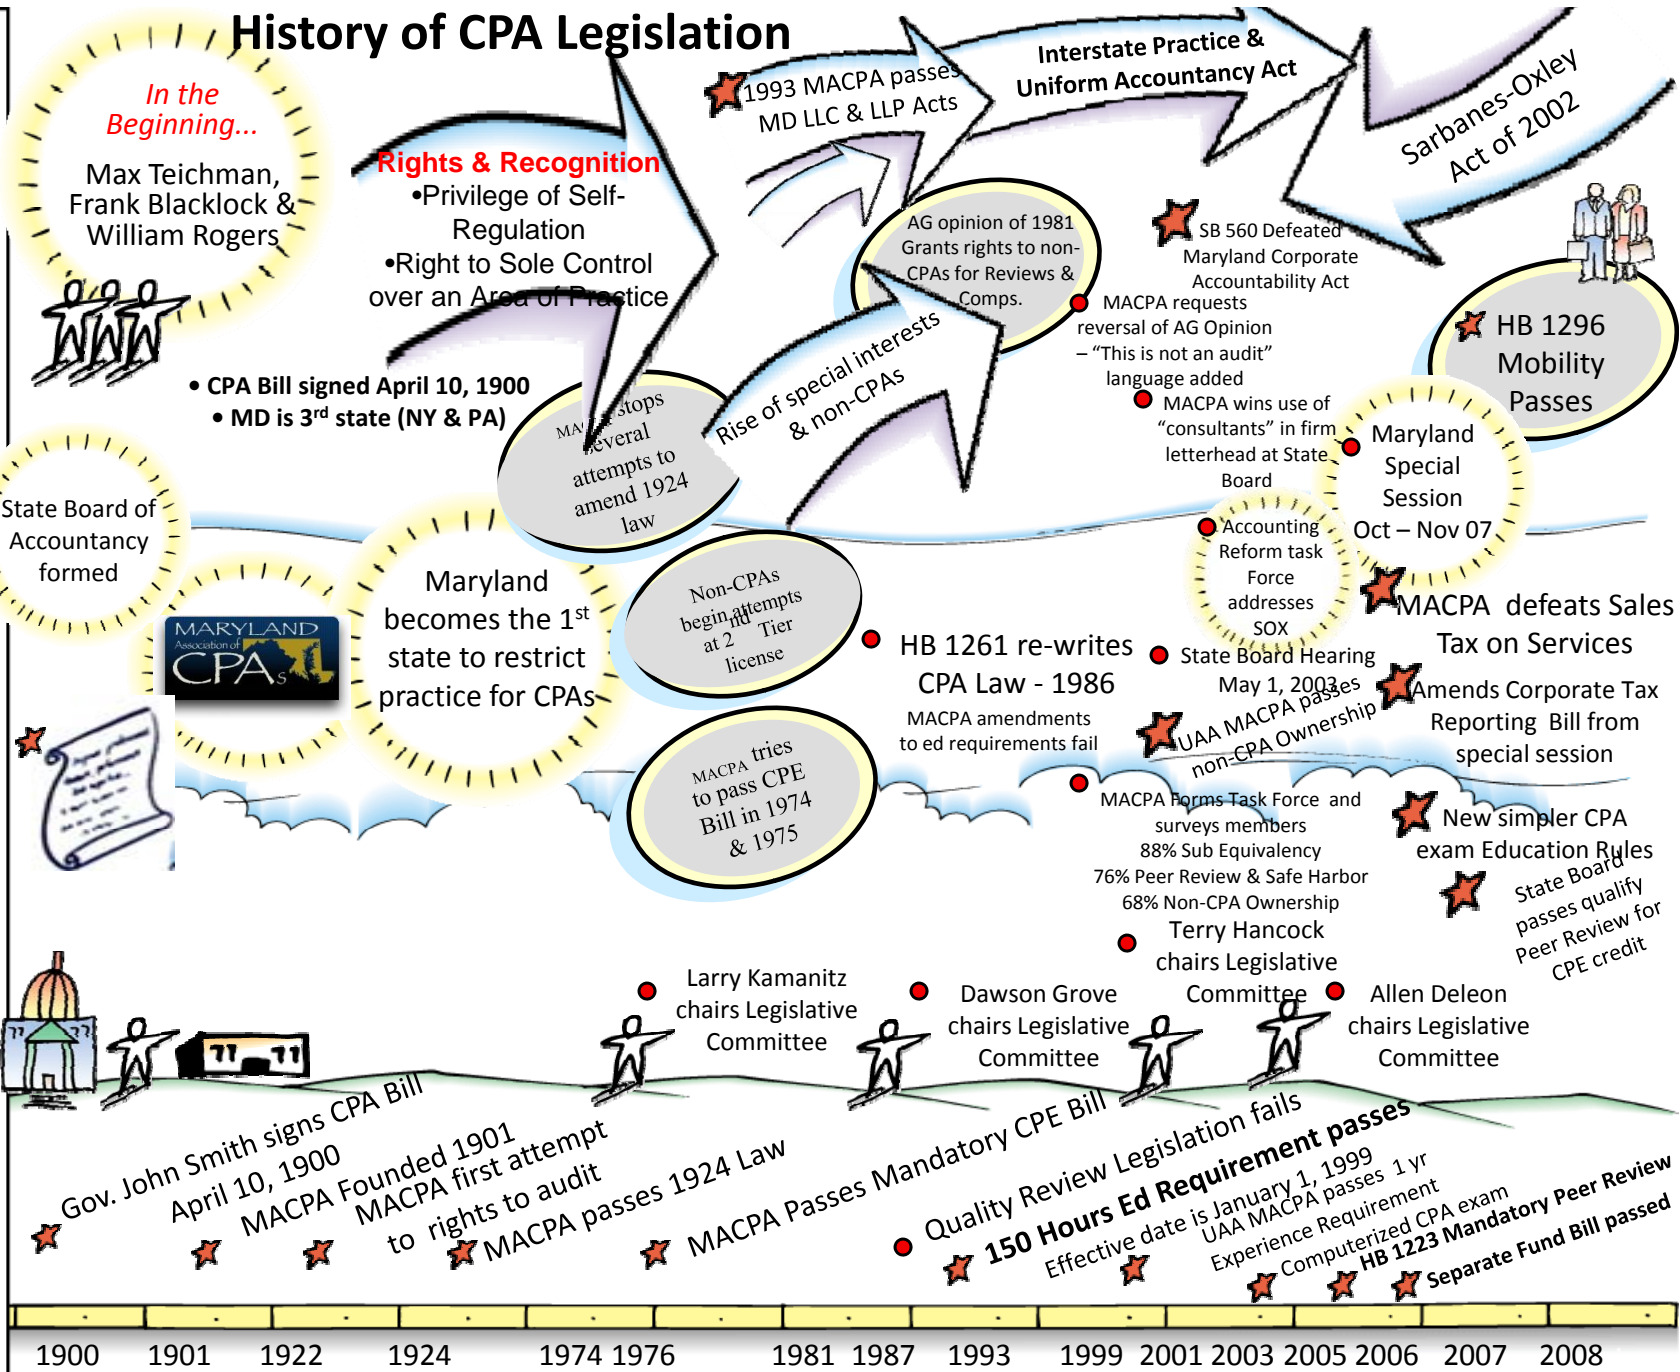 History of CPA Legislation
In the
Beginning...
Max Teichman,
Frank Blacklock &
William Rogers
Rights & Recognition
•Privilege of Self-
Regulation
•Right to Sole Control
over an Area of Practice
• CPA Bill signed April 10, 1900
• MD is 3rd state (NY & PA)
1993 MACPA passes
MD LLC & LLP Acts
Interstate Practice &
Uniform Accountancy Act
Sarbanes-Oxley
Act of 2002
AG opinion of 1981
Grants rights to non-
CPAs for Reviews &
Comps.
SB 560 Defeated
Maryland Corporate
Accountability Act
MACPA requests
reversal of AG Opinion
– “This is not an audit”
language added
MACPA wins use of
“consultants” in firm
letterhead at State
Board
HB 1296
Mobility
Passes
Rise of special interests
& non-CPAs
stops
several
attempts to
amend 1924
law
Maryland
Special
Session
Oct – Nov 07
State Board of
Accountancy
formed
MARYLAND
Association of
CPAs
Maryland
becomes the 1st
state to restrict
practice for CPAs
Non-CPAs
begin attempts
at 2nd Tier
license
MACPA tries
to pass CPE
Bill in 1974
& 1975
HB 1261 re-writes
CPA Law - 1986
MACPA amendments
to ed requirements fail
Accounting
Reform task
Force
addresses
SOX
State Board Hearing
May 1, 2003
UAA MACPA passes
non-CPA Ownership
MACPA defeats Sales
Tax on Services
Amends Corporate Tax
Reporting Bill from
special session
MACPA Forms Task Force and
surveys members
88% Sub Equivalency
76% Peer Review & Safe Harbor
68% Non-CPA Ownership
New simpler CPA
exam Education Rules
State Board
passes qualify
Peer Review for
CPE credit
Larry Kamanitz
chairs Legislative
Committee
Dawson Grove
chairs Legislative
Committee
Terry Hancock
chairs Legislative
Committee
Allen Deleon
chairs Legislative
Committee
Gov. John Smith signs CPA Bill
April 10, 1900
MACPA Founded 1901
MACPA first attempt
to rights to audit
MACPA passes 1924 Law
MACPA Passes Mandatory CPE Bill
Quality Review Legislation fails
150 Hours Ed Requirement passes
Effective date is January 1, 1999
UAA MACPA passes 1 yr
Experience Requirement
Computerized CPA exam
HB 1223 Mandatory Peer Review
Separate Fund Bill passed
1900 1901 1922 1924 1974 1976 1981 1987 1993 1999 2001 2003 2005 2006 2007 2008